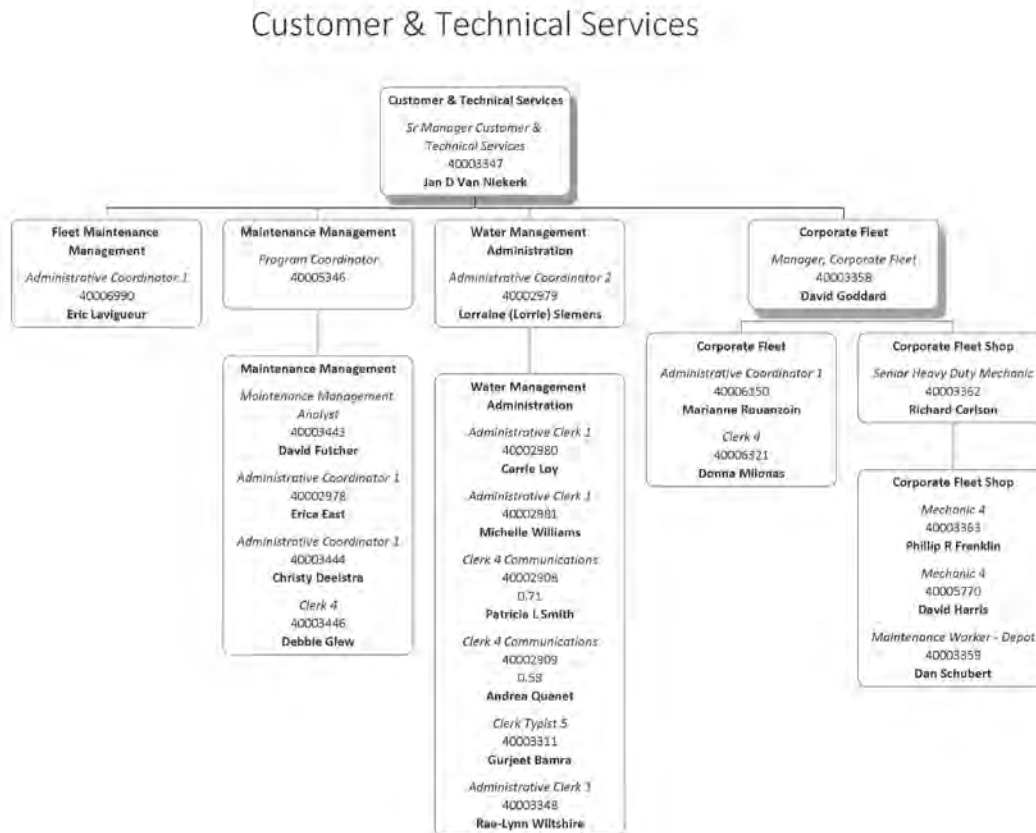 Customer & Technical Services
Customer & Technical Services
Sr Manager Customer &
Technical Services
40003347
Jan D Van Niekerk
Fleet Maintenance
Management
Administrative Coordinator 1
40006990
Eric Lavigueur
Maintenance Management
Program Coordinator
40005346
Water Management
Administration
Administrative Coordinator 2
40002979
Lorraine (Lorrie) Siemens
Corporate Fleet
Manager, Corporate Fleet
40003358
David Goddard
Maintenance Management
Maintenance Management
Analyst
40003443
David Futcher
Administrative Coordinator 1
40002978
Erica East
Administrative Coordinator 1
40003444
Christy Deelstra
Clerk 4
40003446
Debbie Glew
Water Management
Administration
Administrative Clerk 1
40002980
Carrie Loy
Administrative Clerk 1
40002981
Michelle Williams
Clerk 4 Communications
40002908
0.71
Patricia L Smith
Clerk 4 Communications
40002909
Andrea Quenet
Clerk Typist 5
40003311
Gurjeet Bamra
Administrative Clerk
40003348
Rae-Lynn Wiltshire
Corporate Fleet
Administrative Coordinator 1
40006350
Marianne Rouanzoin
Clerk 4
40006321
Donna Milonas
Corporate Fleet Shop
Senior Heavy Duty Mechanic
40003362
Richard Carlson
Corporate Fleet Shop
Mechanic 4
40003363
Phillip R Franklin
Mechanic 4
40005770
David Harris
Maintenance Worker - Depot
40003359
Dan Schubert